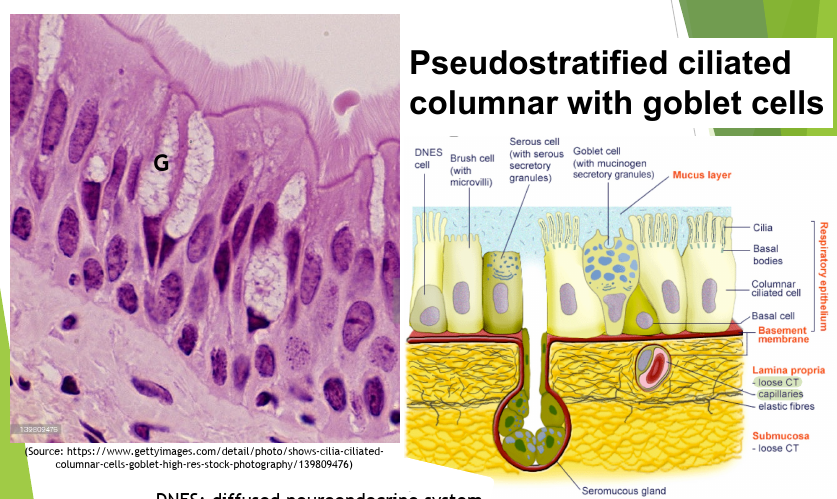 Pseudostratified ciliated
columnar with goblet cells
G
139809476
(Source: https://www.gettyimages.com/detail/photo/shows-cilia-ciliated-
columnar-cells-goblet-high-res-stock-photography/139809476)
DNES
cell
Brush cell
(with
microvilli)
Serous cell
(with serous
secretory
granules)
Goblet cell
(with mucinogen
secretory granules)
Mucus layer
Cilia
Basal
bodies
Columnar
ciliated cell
Basal cell
Respiratory epithelium
Basement
membrane
Lamina propria
- loose CT
- capillaries
- elastic fibres
Submucosa
- loose CT
Seromucous gland
DNES: diffused neuroendocrine system